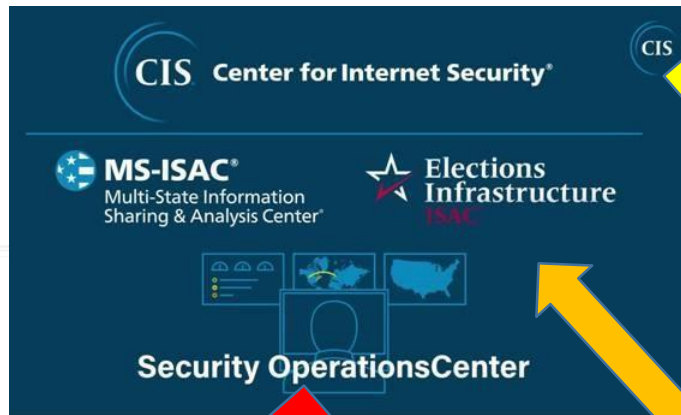 CIS Center for Internet Security®
CIS
MS-ISAC®
Multi-State Information
Sharing & Analysis Center®
Elections
Infrastructure
ISAC
Security OperationsCenter